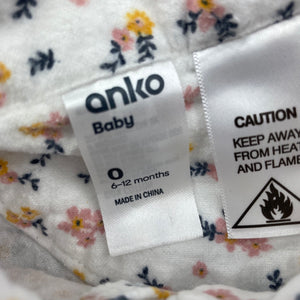 anko
Baby
0
6-12 months
MADE IN CHINA
CAUTION
KEEP AWAY
FROM HEAT
AND FLAME